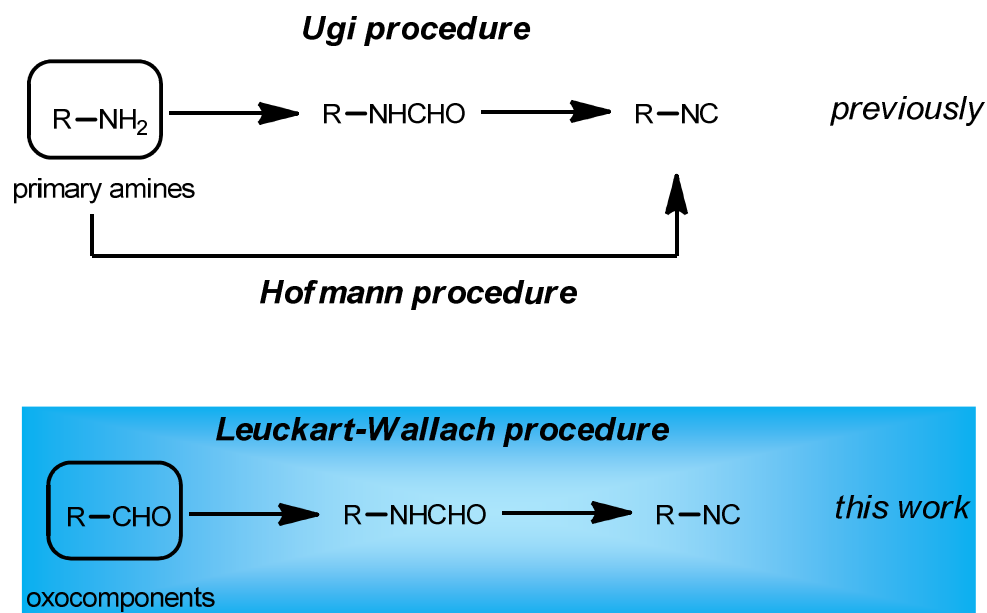 Ugi procedure
R–NH₂ R–NHCHO R–NC previously
primary amines
Hofmann procedure
Leuckart-Wallach procedure
R–CHO R–NHCHO R–NC this work
oxocomponents